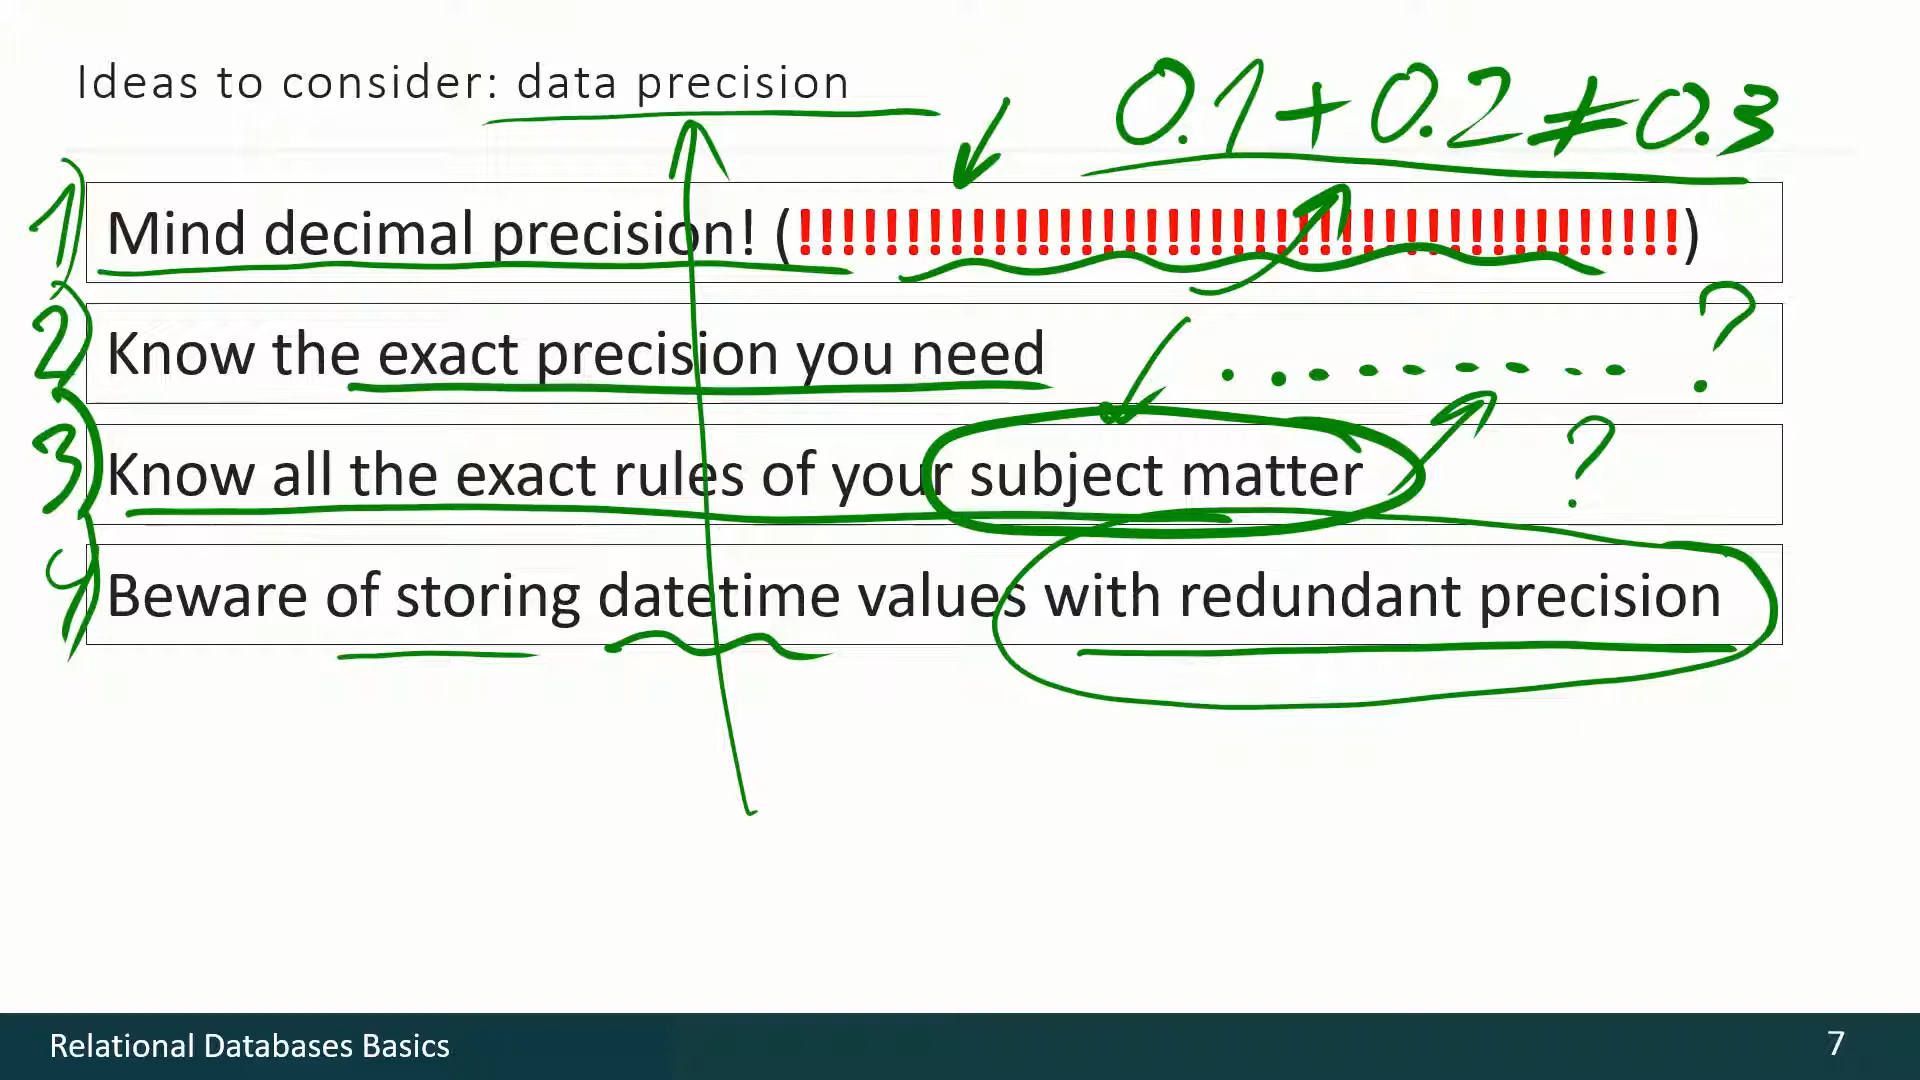 Ideas to consider: data precision
0.1+0.2≠0.3
1)
Mind decimal precision! (!!!!!!!!!!!!!!!!!!!!!!!!!!!!!!!!!!!!!!!!!)
2)
Know the exact precision you need
. . . . . . . . . ?
3)
Know all the exact rules of your subject matter
?
4)
Beware of storing datetime values with redundant precision
Relational Databases Basics
7